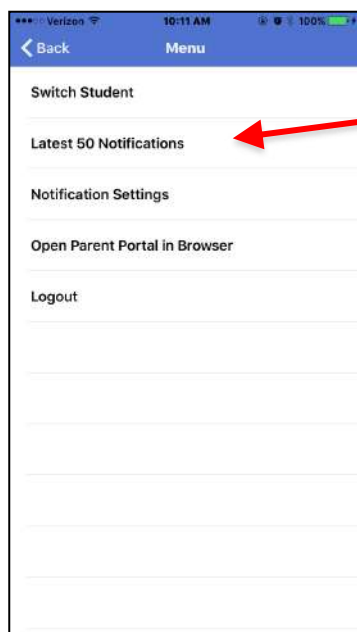 Verizon 10:11 AM 100%
Back Menu
Switch Student
Latest 50 Notifications
Notification Settings
Open Parent Portal in Browser
Logout